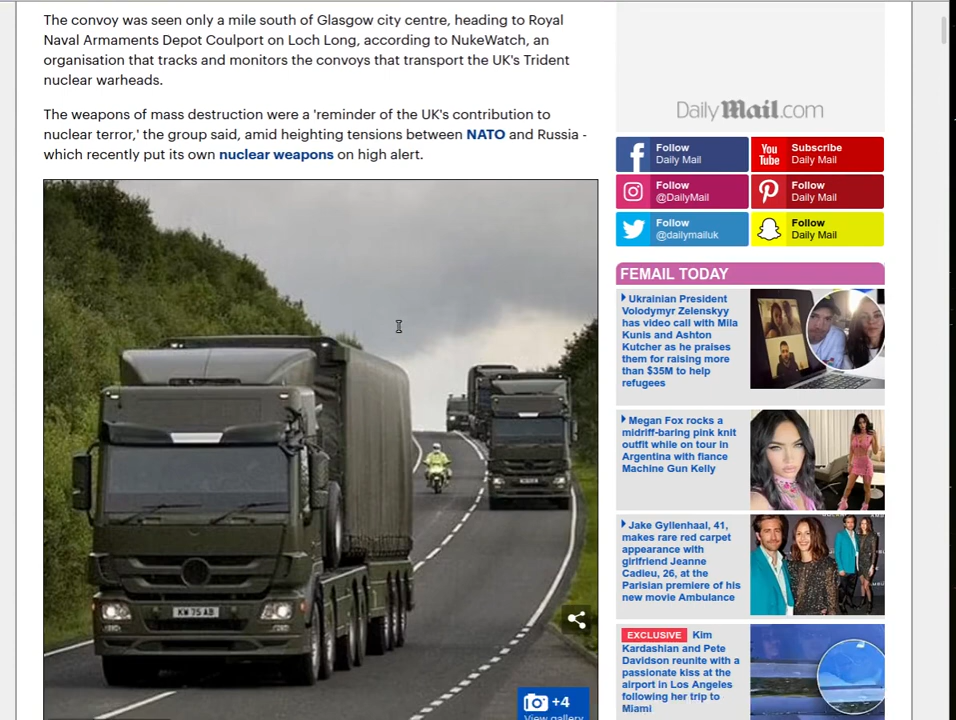 The convoy was seen only a mile south of Glasgow city centre, heading to Royal
Naval Armaments Depot Coulport on Loch Long, according to NukeWatch, an
organisation that tracks and monitors the convoys that transport the UK's Trident
nuclear warheads.
The weapons of mass destruction were a 'reminder of the UK's contribution to
nuclear terror,' the group said, amid heighting tensions between NATO and Russia -
which recently put its own nuclear weapons on high alert.
KW 75 AB
+4
View gallery
Daily Mail.com
Follow
Daily Mail
You
Tube
Subscribe
Daily Mail
Follow
@DailyMail
Follow
Daily Mail
Follow
@dailymailuk
Follow
Daily Mail
FEMAIL TODAY
Ukrainian President
Volodymyr Zelenskyy
has video call with Mila
Kunis and Ashton
Kutcher as he praises
them for raising more
than $35M to help
refugees
Megan Fox rocks a
midriff-baring pink knit
outfit while on tour in
Argentina with fiance
Machine Gun Kelly
Jake Gyllenhaal, 41,
makes rare red carpet
appearance with
girlfriend Jeanne
Cadieu, 26, at the
Parisian premiere of his
new movie Ambulance
EXCLUSIVE Kim
Kardashian and Pete
Davidson reunite with a
passionate kiss at the
airport in Los Angeles
following her trip to
Miami